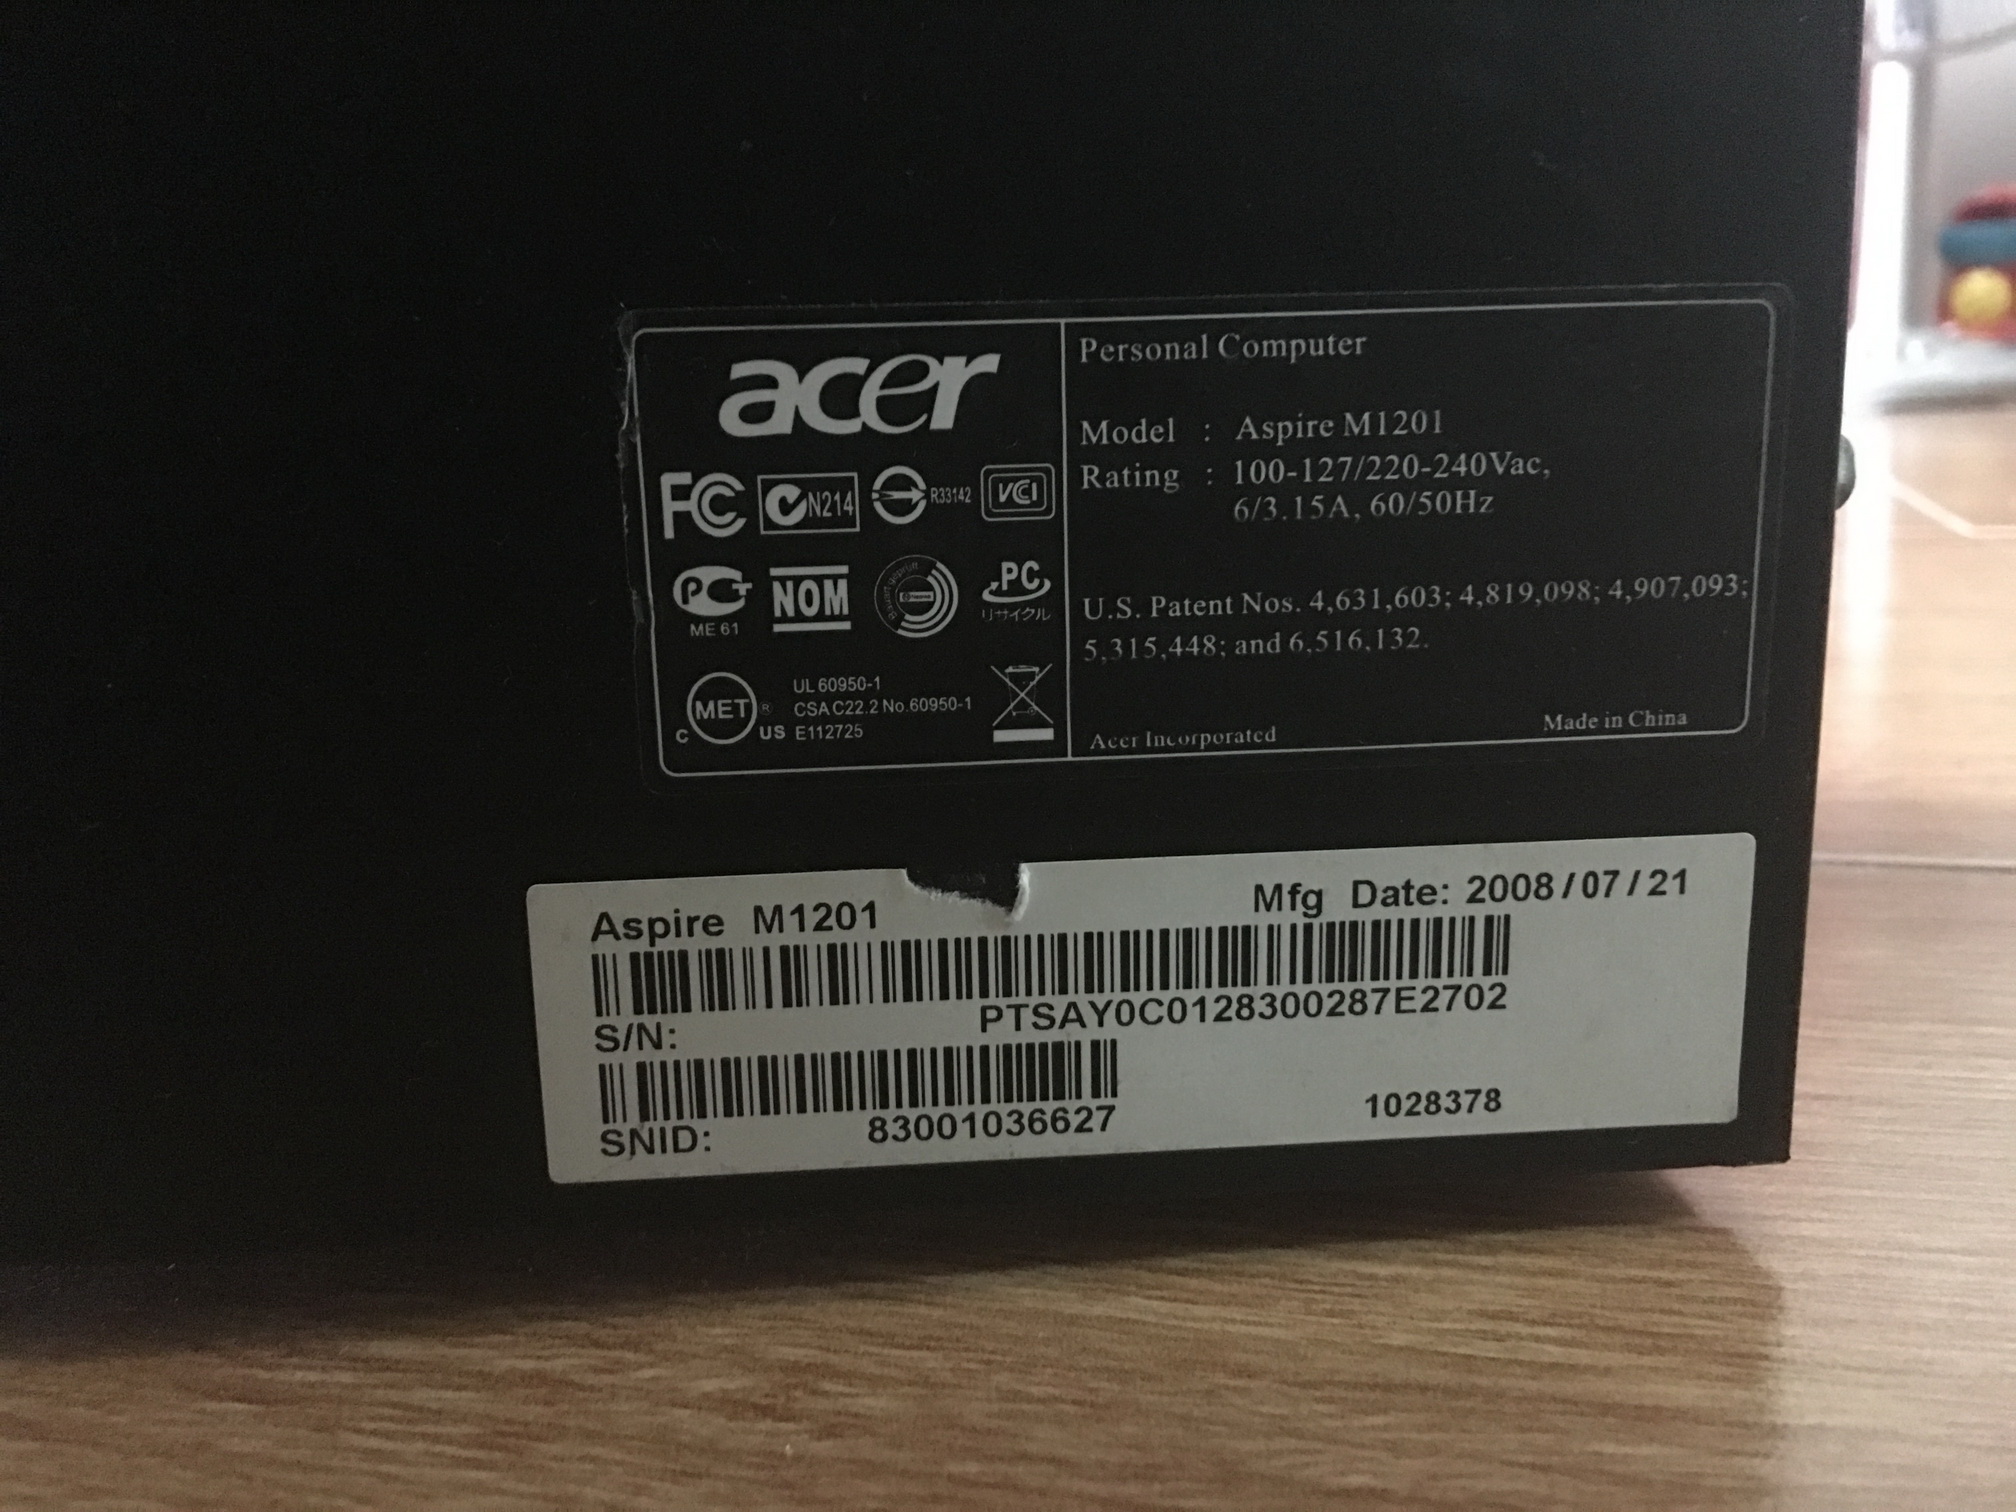 acer
FC N214 R33142 VCI
PCT NOM geprüft PC
ME 61 リサイクル
UL 60950-1
MET ® CSA C22.2 No.60950-1
C US E112725
Personal Computer
Model : Aspire M1201
Rating : 100-127/220-240Vac,
6/3.15A, 60/50Hz
U.S. Patent Nos. 4,631,603; 4,819,098; 4,907,093;
5,315,448; and 6,516,132.
Acer Incorporated Made in China
Aspire M1201 Mfg Date: 2008/07/21
S/N: PTSAY0C0128300287E2702
SNID: 83001036627 1028378